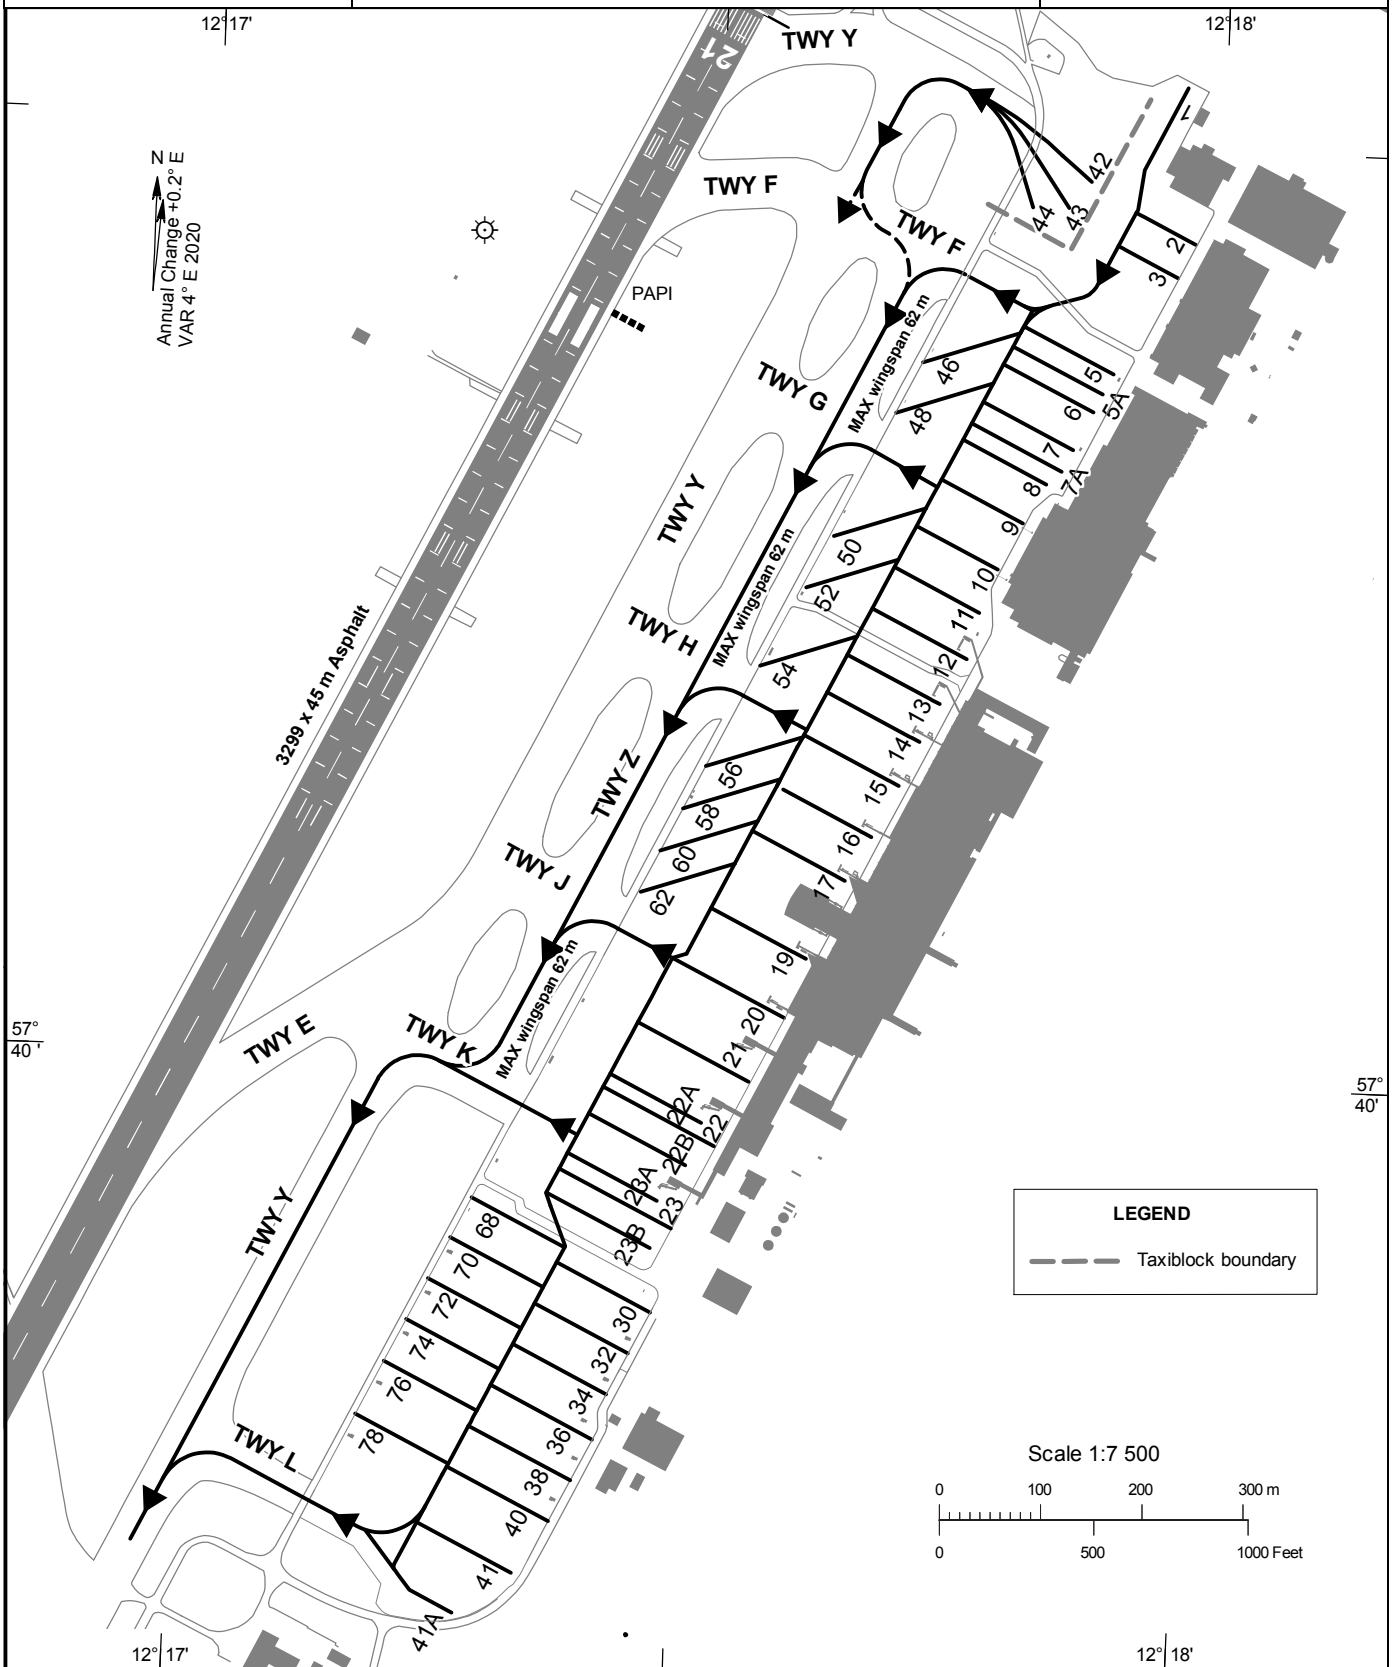 12°17'
12°18'
21
TWY Y
1
N
Annual Change +0.2° E
VAR 4° E 2020
TWY F
42
44
43
TWY F
2
3
PAPI
MAX wingspan 62 m
46
5
5A
6
TWY G
48
7
7A
8
9
TWY Y
50
10
MAX wingspan 62 m
52
11
TWY H
54
12
3299 x 45 m Asphalt
13
14
TWY Z
56
15
58
16
60
17
TWY J
62
19
MAX wingspan 62 m
20
TWY E
TWY K
57°
40 '
21
22A
22
57°
40'
22B
23A
23
TWY Y
68
23B
70
LEGEND
Taxiblock boundary
72
30
74
32
76
34
78
36
TWY L
38
Scale 1:7 500
40
0 100 200 300 m
0 500 1000 Feet
41
41A
12° 17'
12° 18'